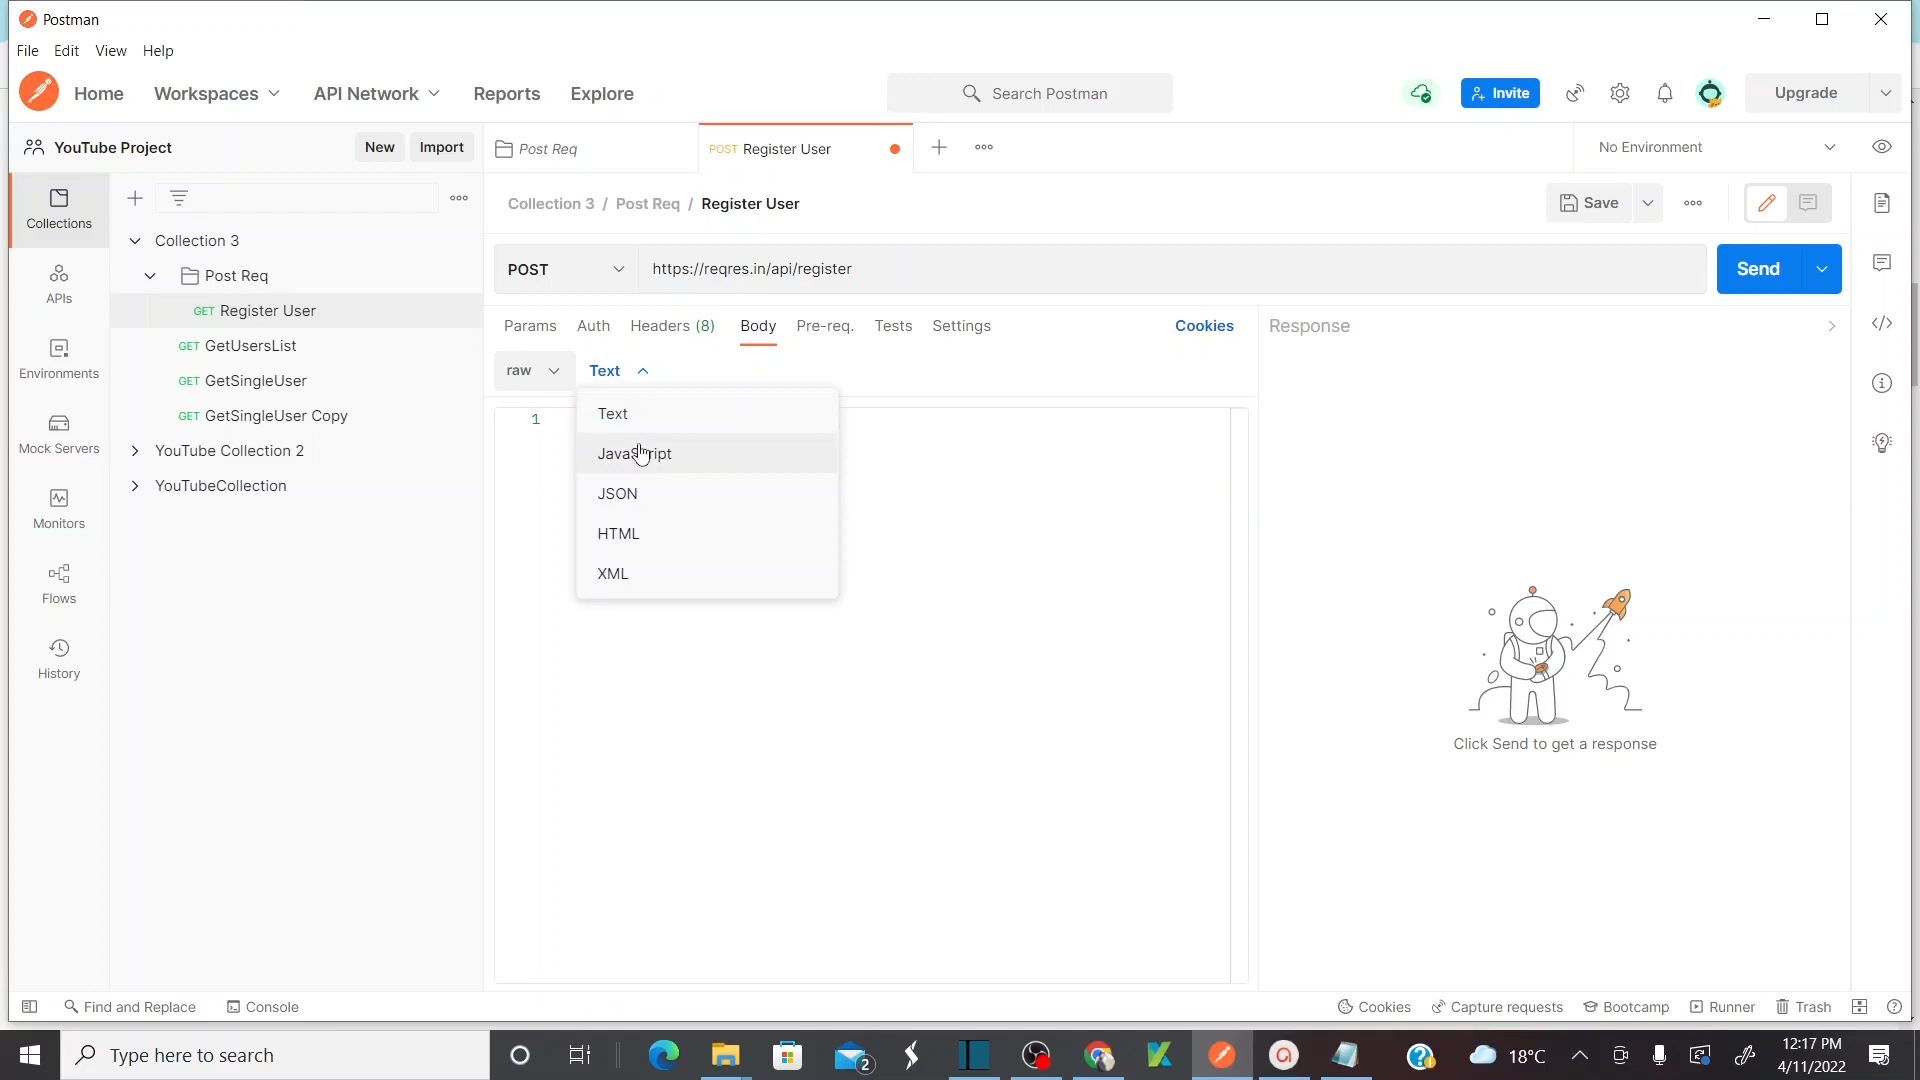 Postman
File Edit View Help
Home Workspaces API Network Reports Explore Search Postman Invite Upgrade
YouTube Project New Import Post Req POST Register User No Environment
Collections
Collection 3 / Post Req / Register User Save
Collection 3
Post Req
GET Register User
GET GetUsersList
GET GetSingleUser
GET GetSingleUser Copy
YouTube Collection 2
YouTubeCollection
APIs
Environments
Mock Servers
Monitors
Flows
History
POST https://reqres.in/api/register Send
Params Auth Headers (8) Body Pre-req. Tests Settings Cookies Response
raw Text
1
Text
JavaScript
JSON
HTML
XML
Click Send to get a response
Find and Replace Console Cookies Capture requests Bootcamp Runner Trash
Type here to search 2 18°C 12:17 PM
4/11/2022